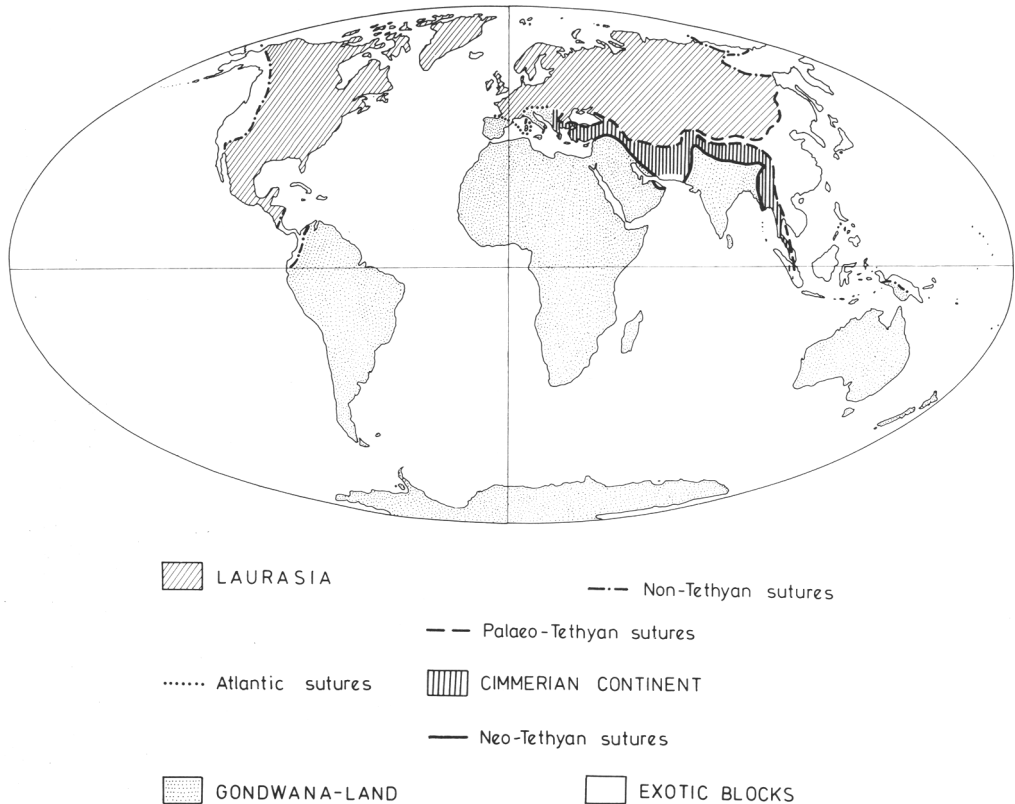 LAURASIA
Non-Tethyan sutures
Palaeo-Tethyan sutures
Atlantic sutures
CIMMERIAN CONTINENT
Neo-Tethyan sutures
GONDWANA-LAND
EXOTIC BLOCKS